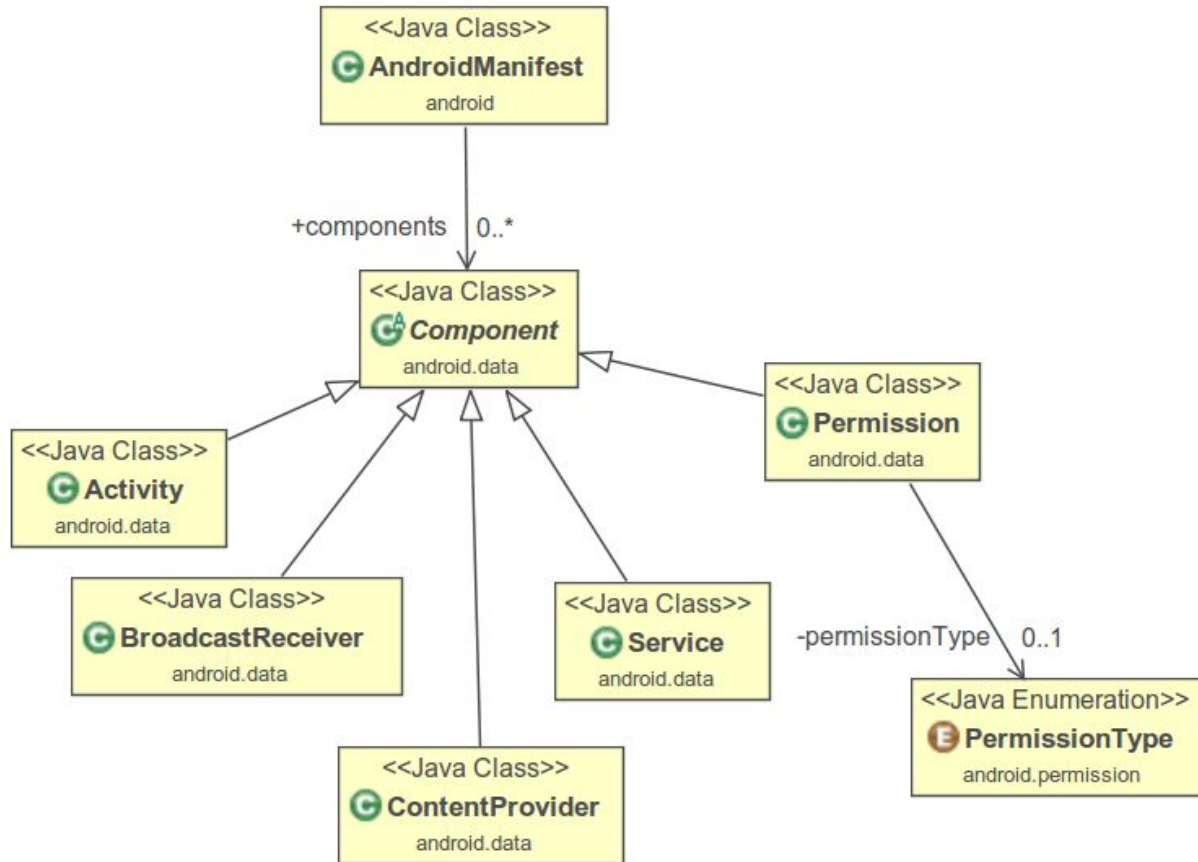 <<Java Class>>
AndroidManifest
android
+components 0..*
<<Java Class>>
Component
android.data
<<Java Class>>
Permission
android.data
<<Java Class>>
Activity
android.data
<<Java Class>>
BroadcastReceiver
android.data
<<Java Class>>
Service
android.data
-permissionType 0..1
<<Java Enumeration>>
PermissionType
android.permission
<<Java Class>>
ContentProvider
android.data